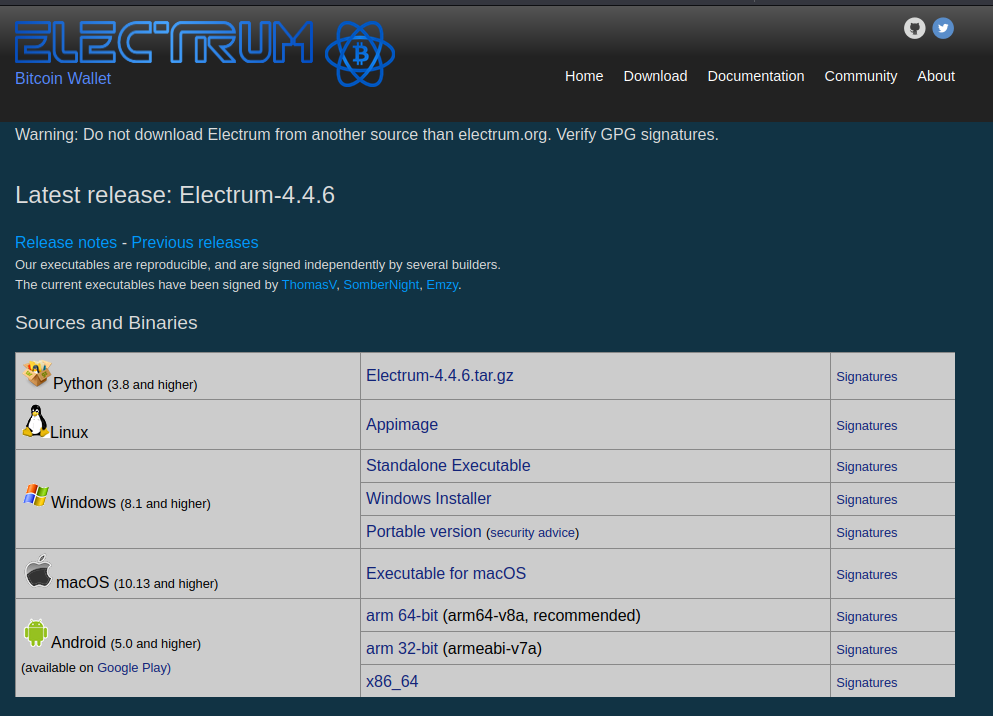 ELECTRUM
Bitcoin Wallet
Home Download Documentation Community About
Warning: Do not download Electrum from another source than electrum.org. Verify GPG signatures.
Latest release: Electrum-4.4.6
Release notes - Previous releases
Our executables are reproducible, and are signed independently by several builders.
The current executables have been signed by ThomasV, SomberNight, Emzy.
Sources and Binaries
Python (3.8 and higher) Electrum-4.4.6.tar.gz Signatures
Linux Appimage Signatures
Standalone Executable Signatures
Windows (8.1 and higher) Windows Installer Signatures
Portable version (security advice) Signatures
macOS (10.13 and higher) Executable for macOS Signatures
arm 64-bit (arm64-v8a, recommended) Signatures
Android (5.0 and higher) arm 32-bit (armeabi-v7a) Signatures
(available on Google Play) x86_64 Signatures